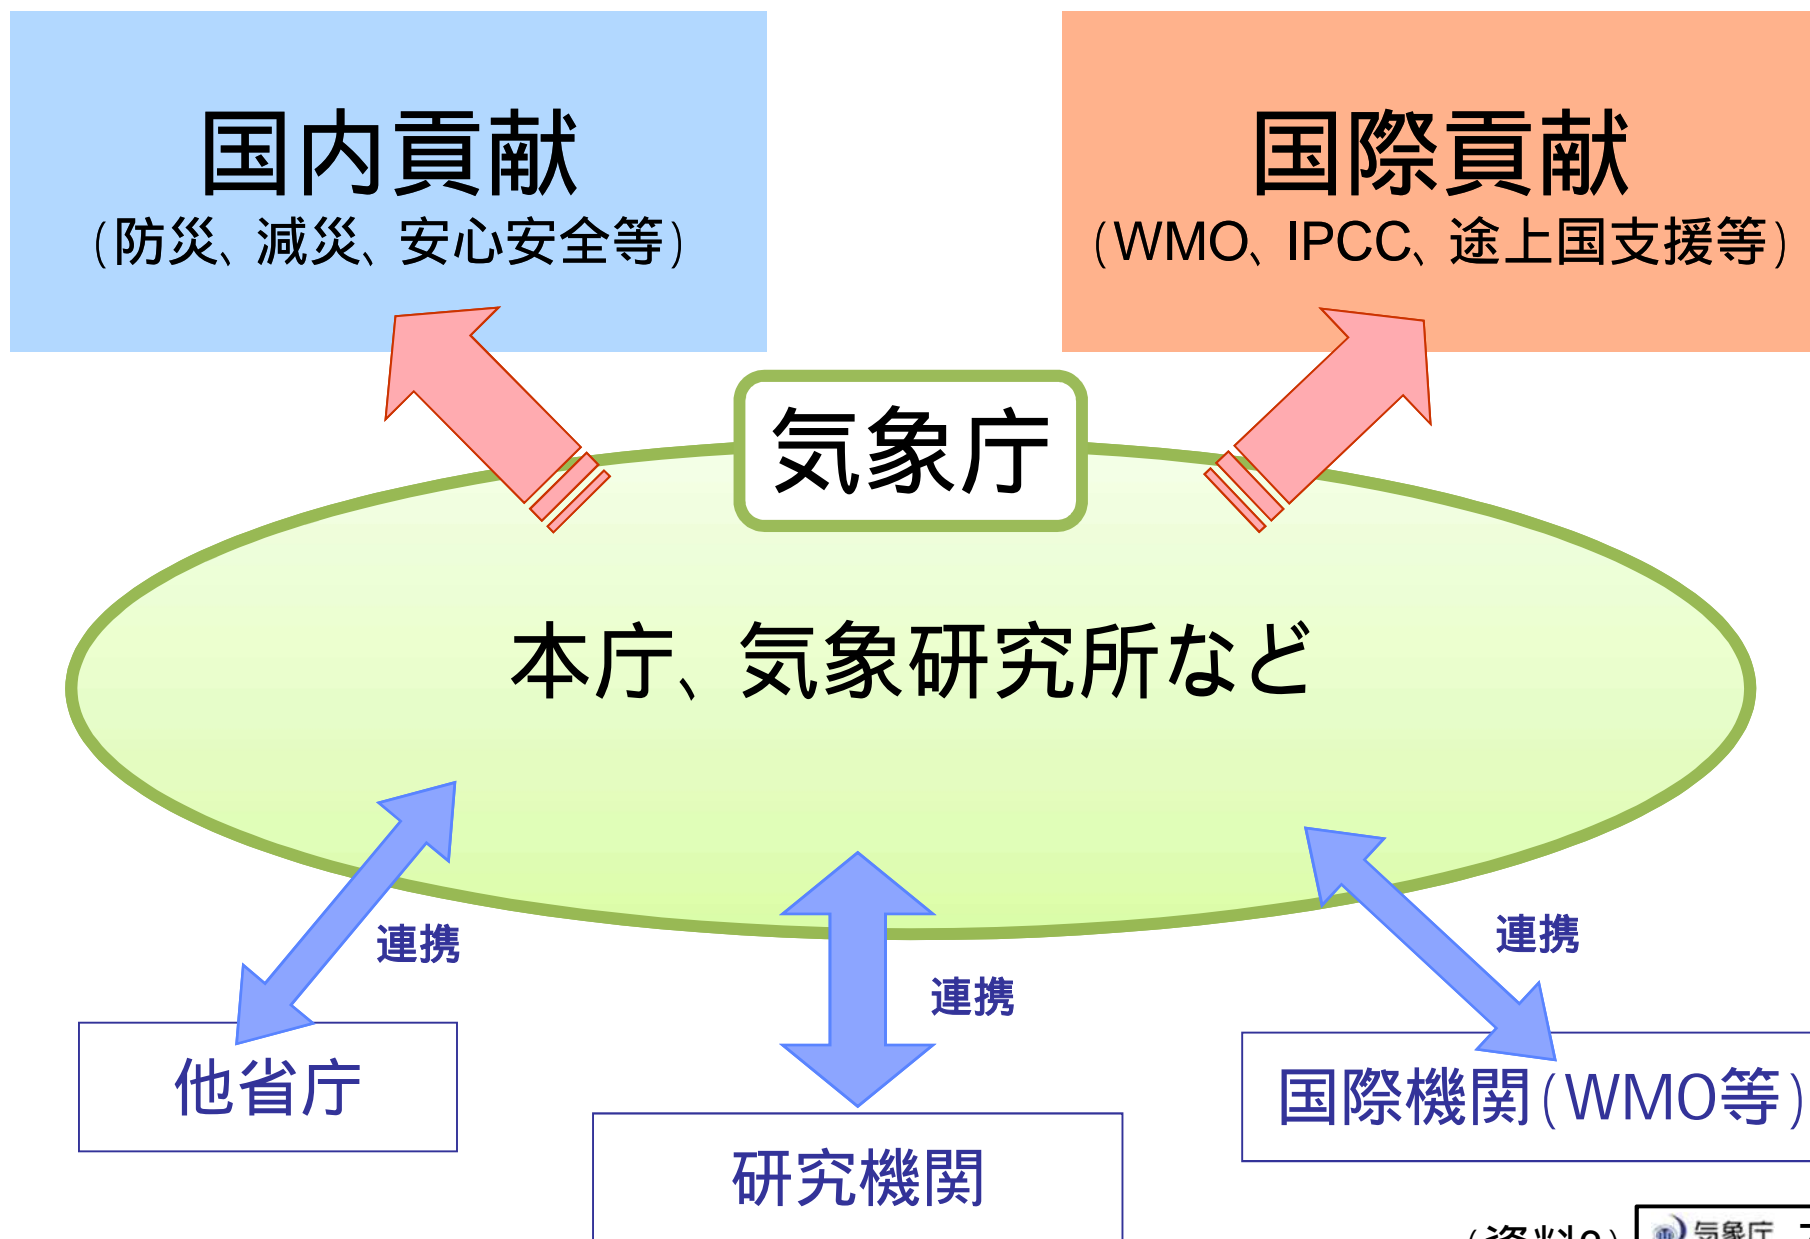 国内貢献
（防災、減災、安心安全等）
国際貢献
（WMO、IPCC、途上国支援等）
気象庁
本庁、気象研究所など
連携
連携
連携
他省庁
国際機関（WMO等）
研究機関
気象庁